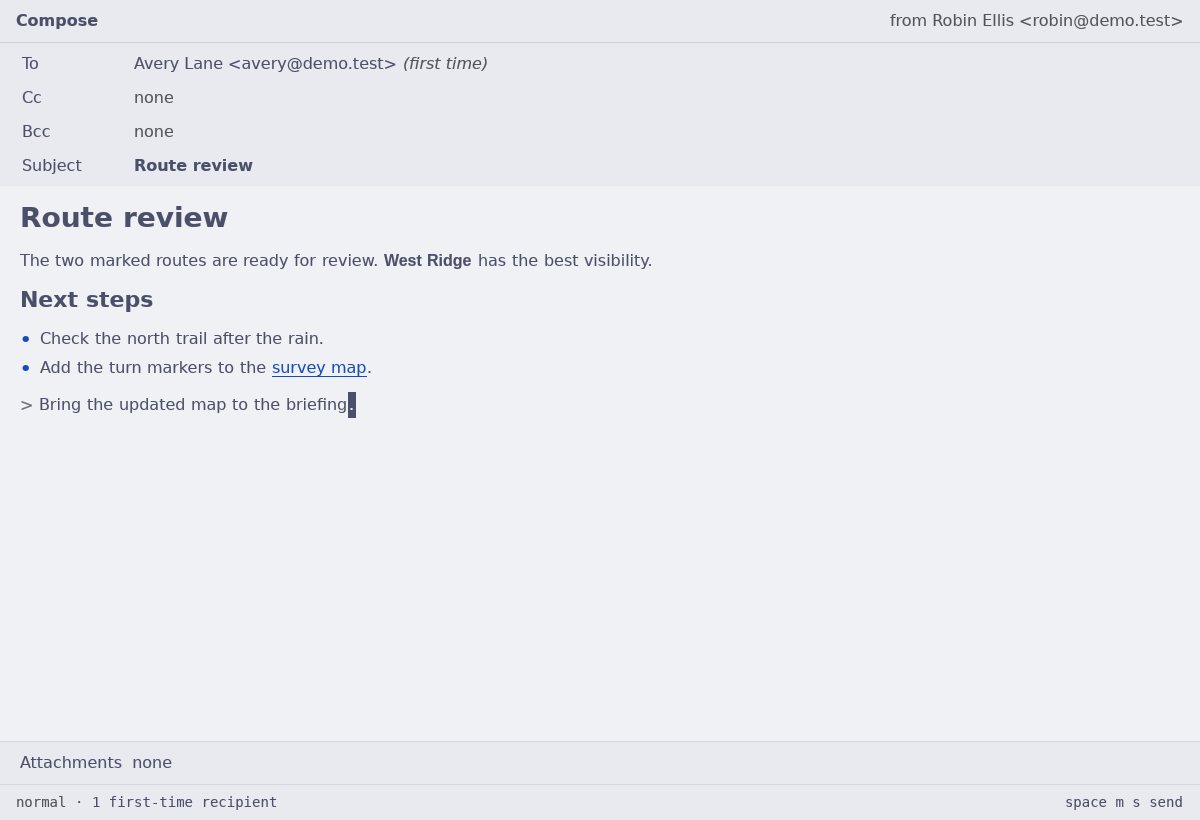 Compose from Robin Ellis <robin@demo.test>
To Avery Lane <avery@demo.test> (first time)
Cc none
Bcc none
Subject Route review
Route review
The two marked routes are ready for review. West Ridge has the best visibility.
Next steps
• Check the north trail after the rain.
• Add the turn markers to the survey map.
> Bring the updated map to the briefing.
Attachments none
normal · 1 first-time recipient space m s send